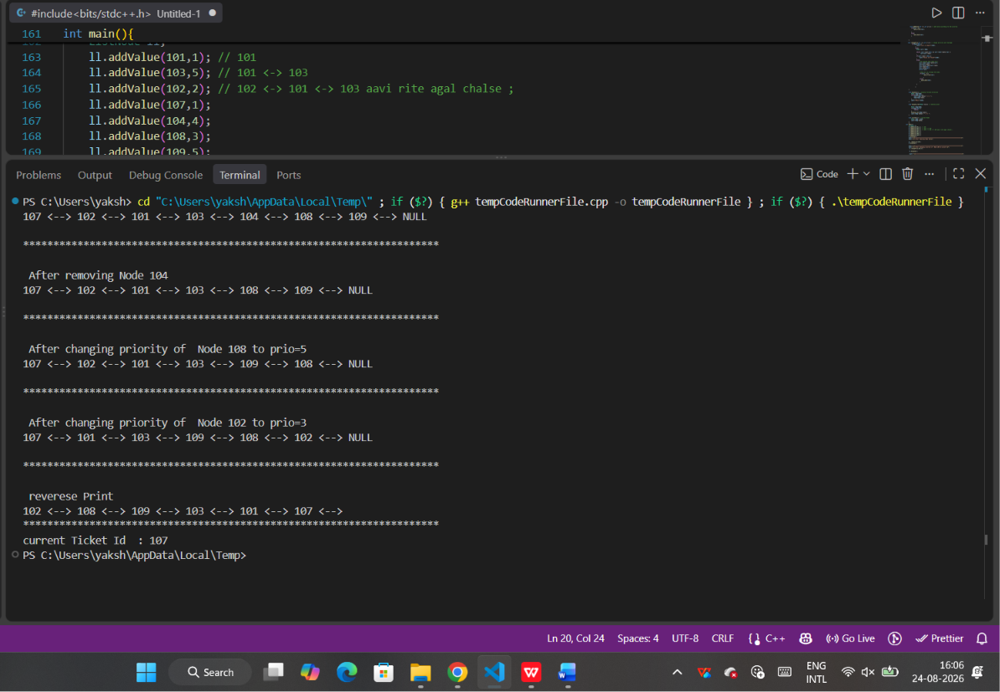 #include<bits/stdc++.h> Untitled-1
161 int main(){
163 ll.addValue(101,1); // 101
164 ll.addValue(103,5); // 101 <-> 103
165 ll.addValue(102,2); // 102 <-> 101 <-> 103 aavi rite agal chalse ;
166 ll.addValue(107,1);
167 ll.addValue(104,4);
168 ll.addValue(108,3);
169 ll.addValue(109,5);
Problems Output Debug Console Terminal Ports Code
PS C:\Users\yaksh> cd "C:\Users\yaksh\AppData\Local\Temp\" ; if ($?) { g++ tempCodeRunnerFile.cpp -o tempCodeRunnerFile } ; if ($?) { .\tempCodeRunnerFile }
107 <--> 102 <--> 101 <--> 103 <--> 104 <--> 108 <--> 109 <--> NULL
*********************************************************************
After removing Node 104
107 <--> 102 <--> 101 <--> 103 <--> 108 <--> 109 <--> NULL
*********************************************************************
After changing priority of  Node 108 to prio=5
107 <--> 102 <--> 101 <--> 103 <--> 109 <--> 108 <--> NULL
*********************************************************************
After changing priority of  Node 102 to prio=3
107 <--> 101 <--> 103 <--> 109 <--> 108 <--> 102 <--> NULL
*********************************************************************
reverese Print
102 <--> 108 <--> 109 <--> 103 <--> 101 <--> 107 <-->
*********************************************************************
current Ticket Id  : 107
PS C:\Users\yaksh\AppData\Local\Temp>
Ln 20, Col 24 Spaces: 4 UTF-8 CRLF C++ Go Live Prettier
Search ENG INTL 16:06 24-08-2026